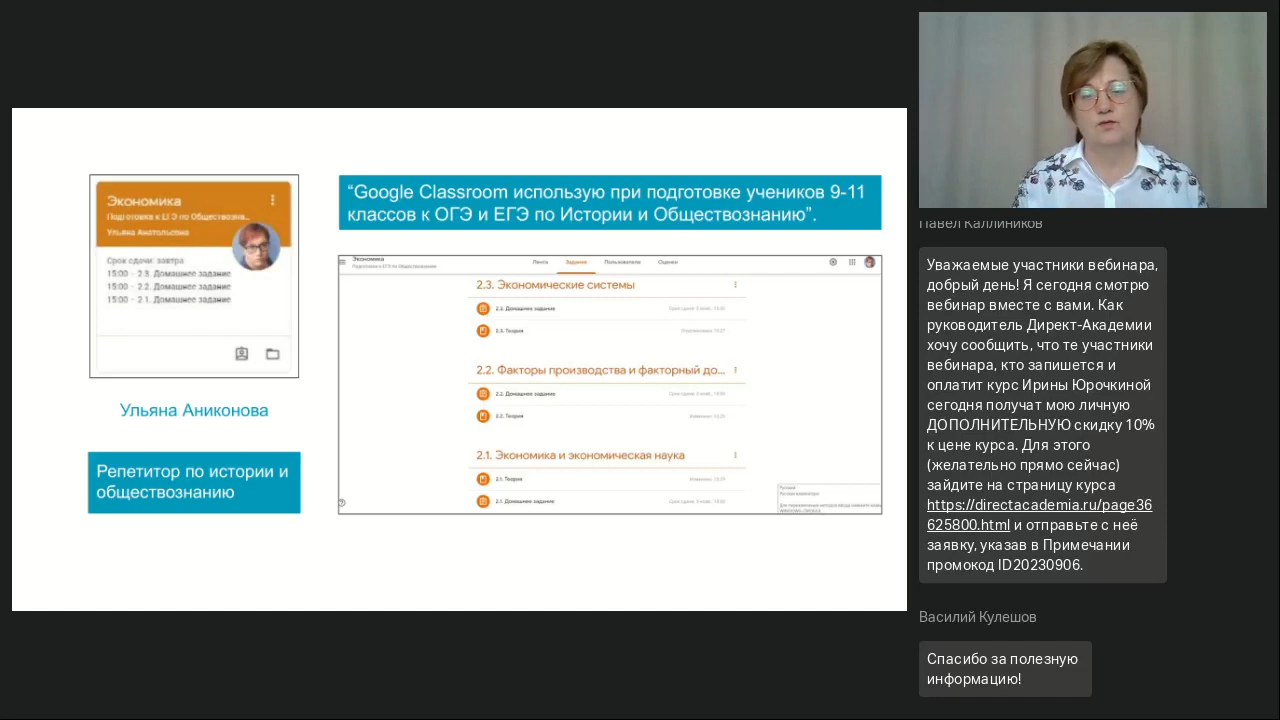 Экономика
Подготовка к ЕГЭ по Обществозна...
Ульяна Анатольевна
Срок сдачи: завтра
15:00 – 2.3. Домашнее задание
15:00 – 2.2. Домашнее задание
15:00 – 2.1. Домашнее задание
Ульяна Аниконова
Репетитор по истории и
обществознанию
“Google Classroom использую при подготовке учеников 9-11
классов к ОГЭ и ЕГЭ по Истории и Обществознанию”.
Экономика
Подготовка к ЕГЭ по Обществознанию
Лента Задания Пользователи Оценки
2.3. Экономические системы
2.3. Домашнее задание
2.3. Теория
2.2. Факторы производства и факторный до...
2.2. Домашнее задание
2.2. Теория
2.1. Экономика и экономическая наука
2.1. Теория
2.1. Домашнее задание
Русский
Павел Каллиников
Уважаемые участники вебинара,
добрый день! Я сегодня смотрю
вебинарвместе с вами. Как
руководитель Директ-Академии
хочу сообщить, что те участники
вебинара, кто запишется и
оплатит курс Ирины Юрочкиной
сегодня получат мою личную
ДОПОЛНИТЕЛЬНУЮ скидку 10%
к цене курса. Для этого
(желательно прямо сейчас)
зайдите на страницу курса
https://directacademia.ru/page36
625800.html и отправьте с неё
заявку, указав в Примечании
промокод ID20230906.
Василий Кулешов
Спасибо за полезную
информацию!